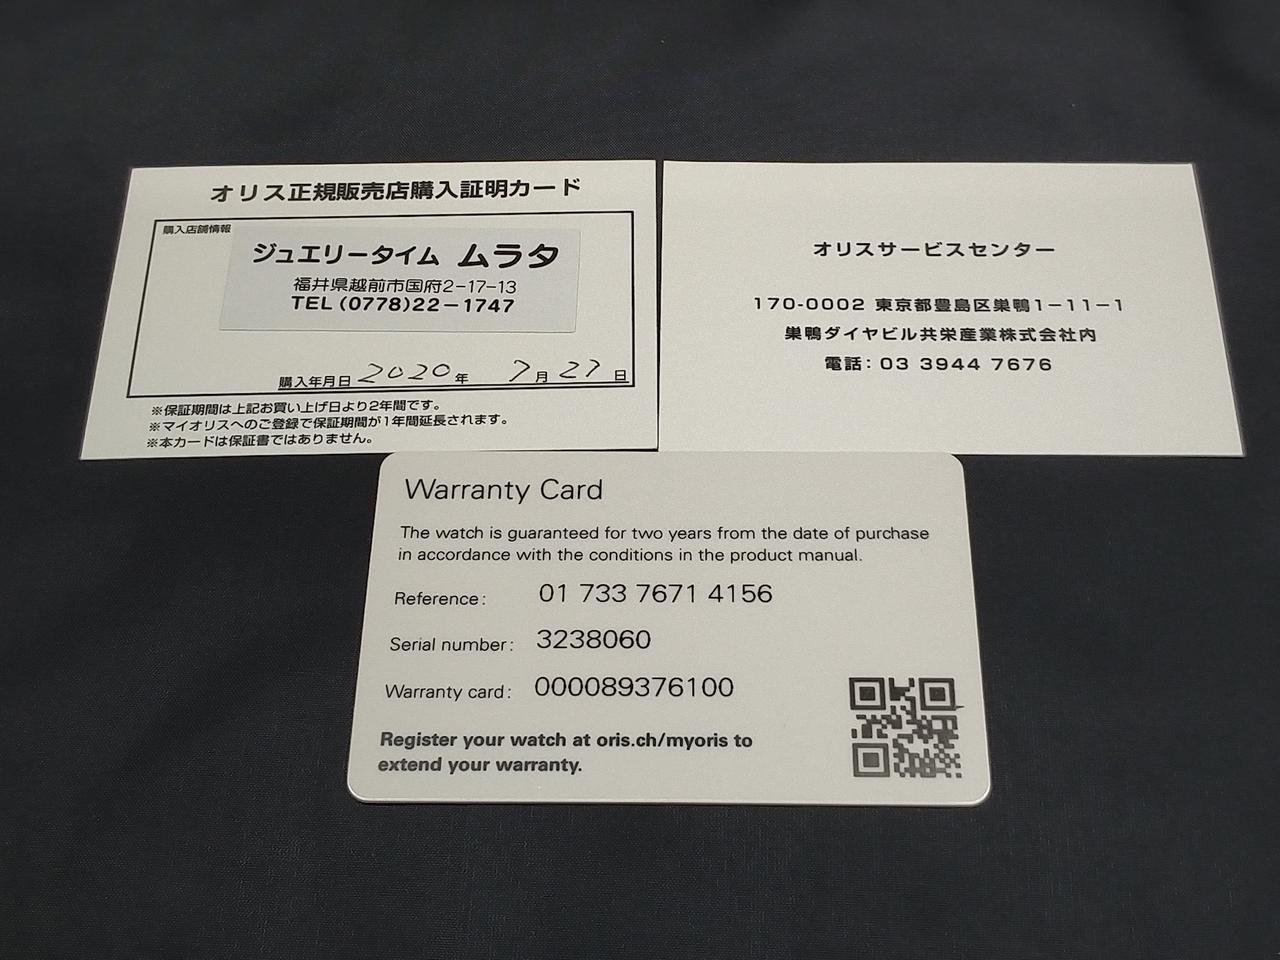 オリス正規販売店購入証明カード
購入店舗情報
ジュエリータイム ムラタ
福井県越前市国府2-17-13
TEL(0778)22-1747
購入年月日 2020年 7月27日
※保証期間は上記お買い上げ日より2年間です。
※マイオリスへのご登録で保証期間が1年間延長されます。
※本カードは保証書ではありません。
オリスサービスセンター
170-0002 東京都豊島区巣鴨1-11-1
巣鴨ダイヤビル共栄産業株式会社内
電話: 03 3944 7676
Warranty Card
The watch is guaranteed for two years from the date of purchase
in accordance with the conditions in the product manual.
Reference: 01 733 7671 4156
Serial number: 3238060
Warranty card: 000089376100
Register your watch at oris.ch/myoris to
extend your warranty.